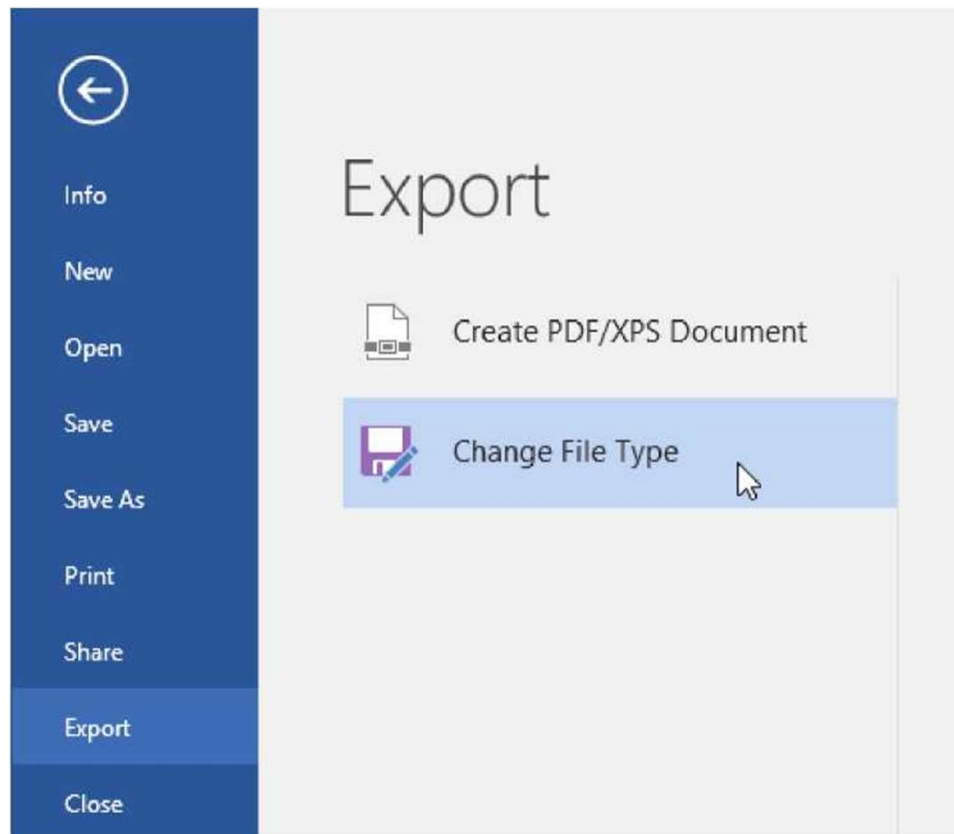 Info
New
Open
Save
Save As
Print
Share
Export
Close
Export
Create PDF/XPS Document
Change File Type